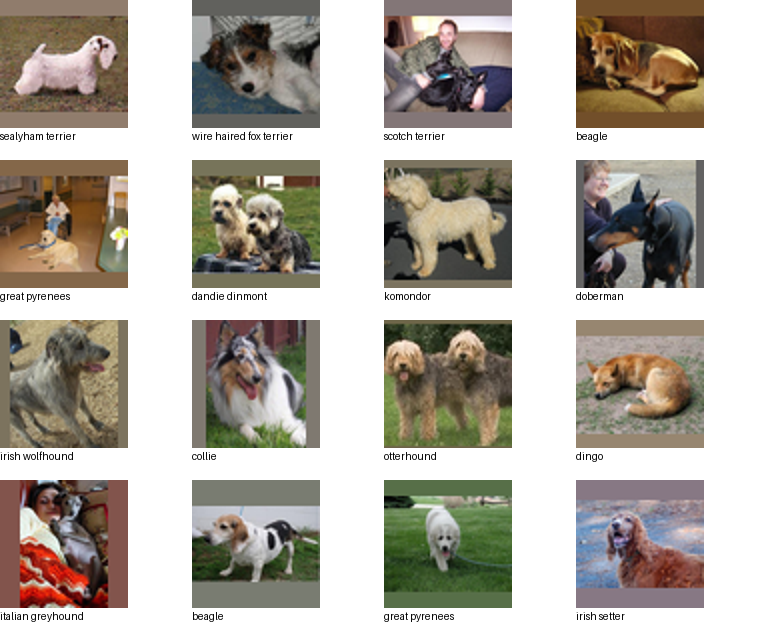 sealyham terrier
wire haired fox terrier
scotch terrier
beagle
great pyrenees
dandie dinmont
komondor
doberman
irish wolfhound
collie
otterhound
dingo
italian greyhound
beagle
great pyrenees
irish setter